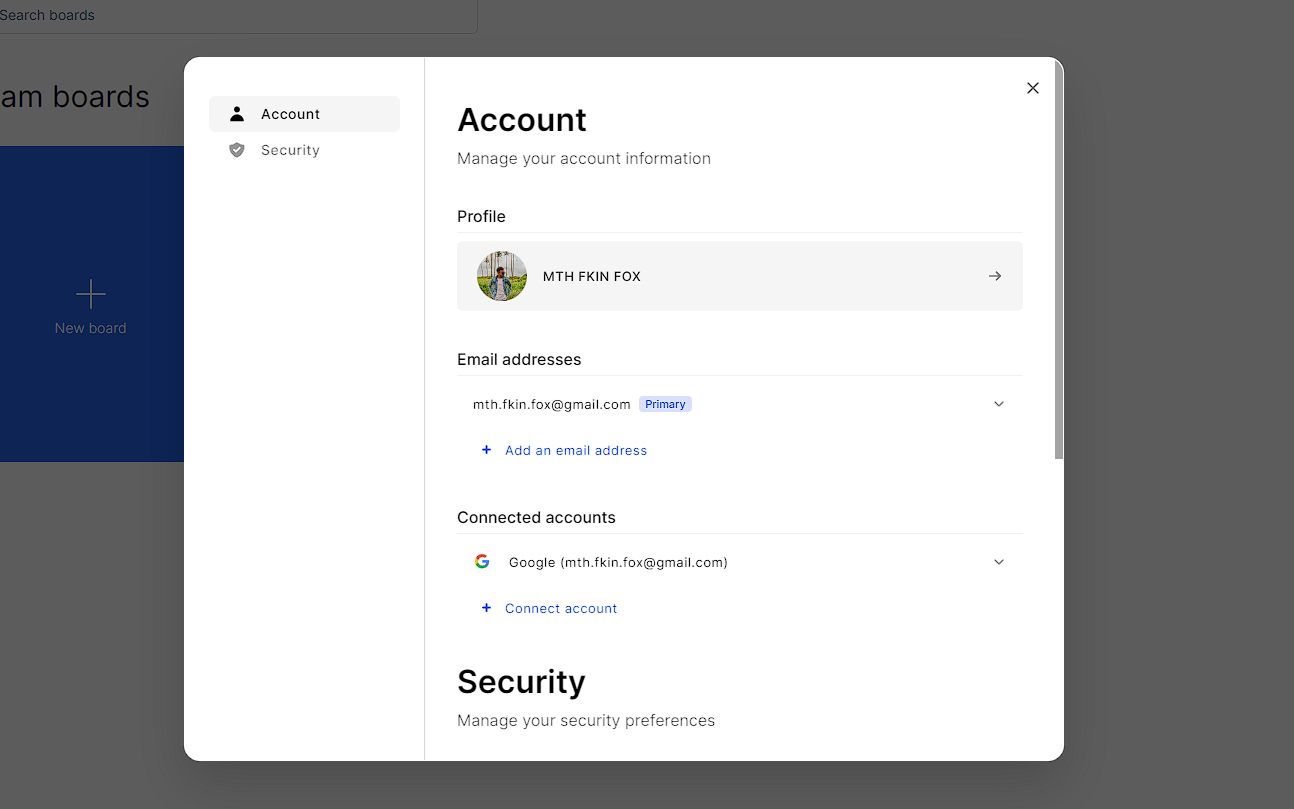 Search boards
am boards
New board
Account
Security
Account
Manage your account information
Profile
MTH FKIN FOX
Email addresses
mth.fkin.fox@gmail.com Primary
+ Add an email address
Connected accounts
Google (mth.fkin.fox@gmail.com)
+ Connect account
Security
Manage your security preferences